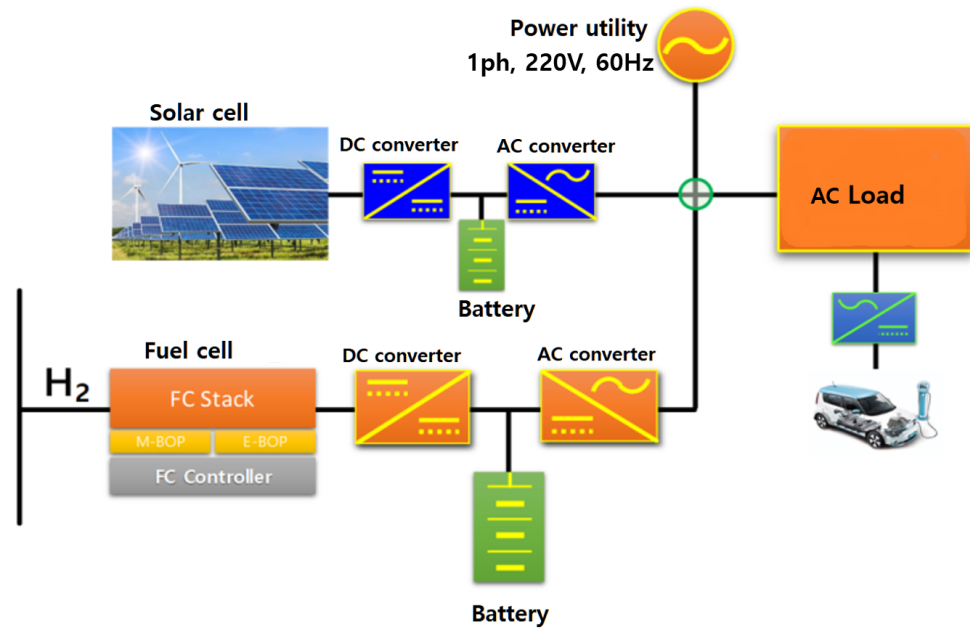 Power utility
1ph, 220V, 60Hz
Solar cell
DC converter
AC converter
AC Load
Battery
Fuel cell
DC converter
AC converter
H₂
FC Stack
M-BOP
E-BOP
FC Controller
Battery